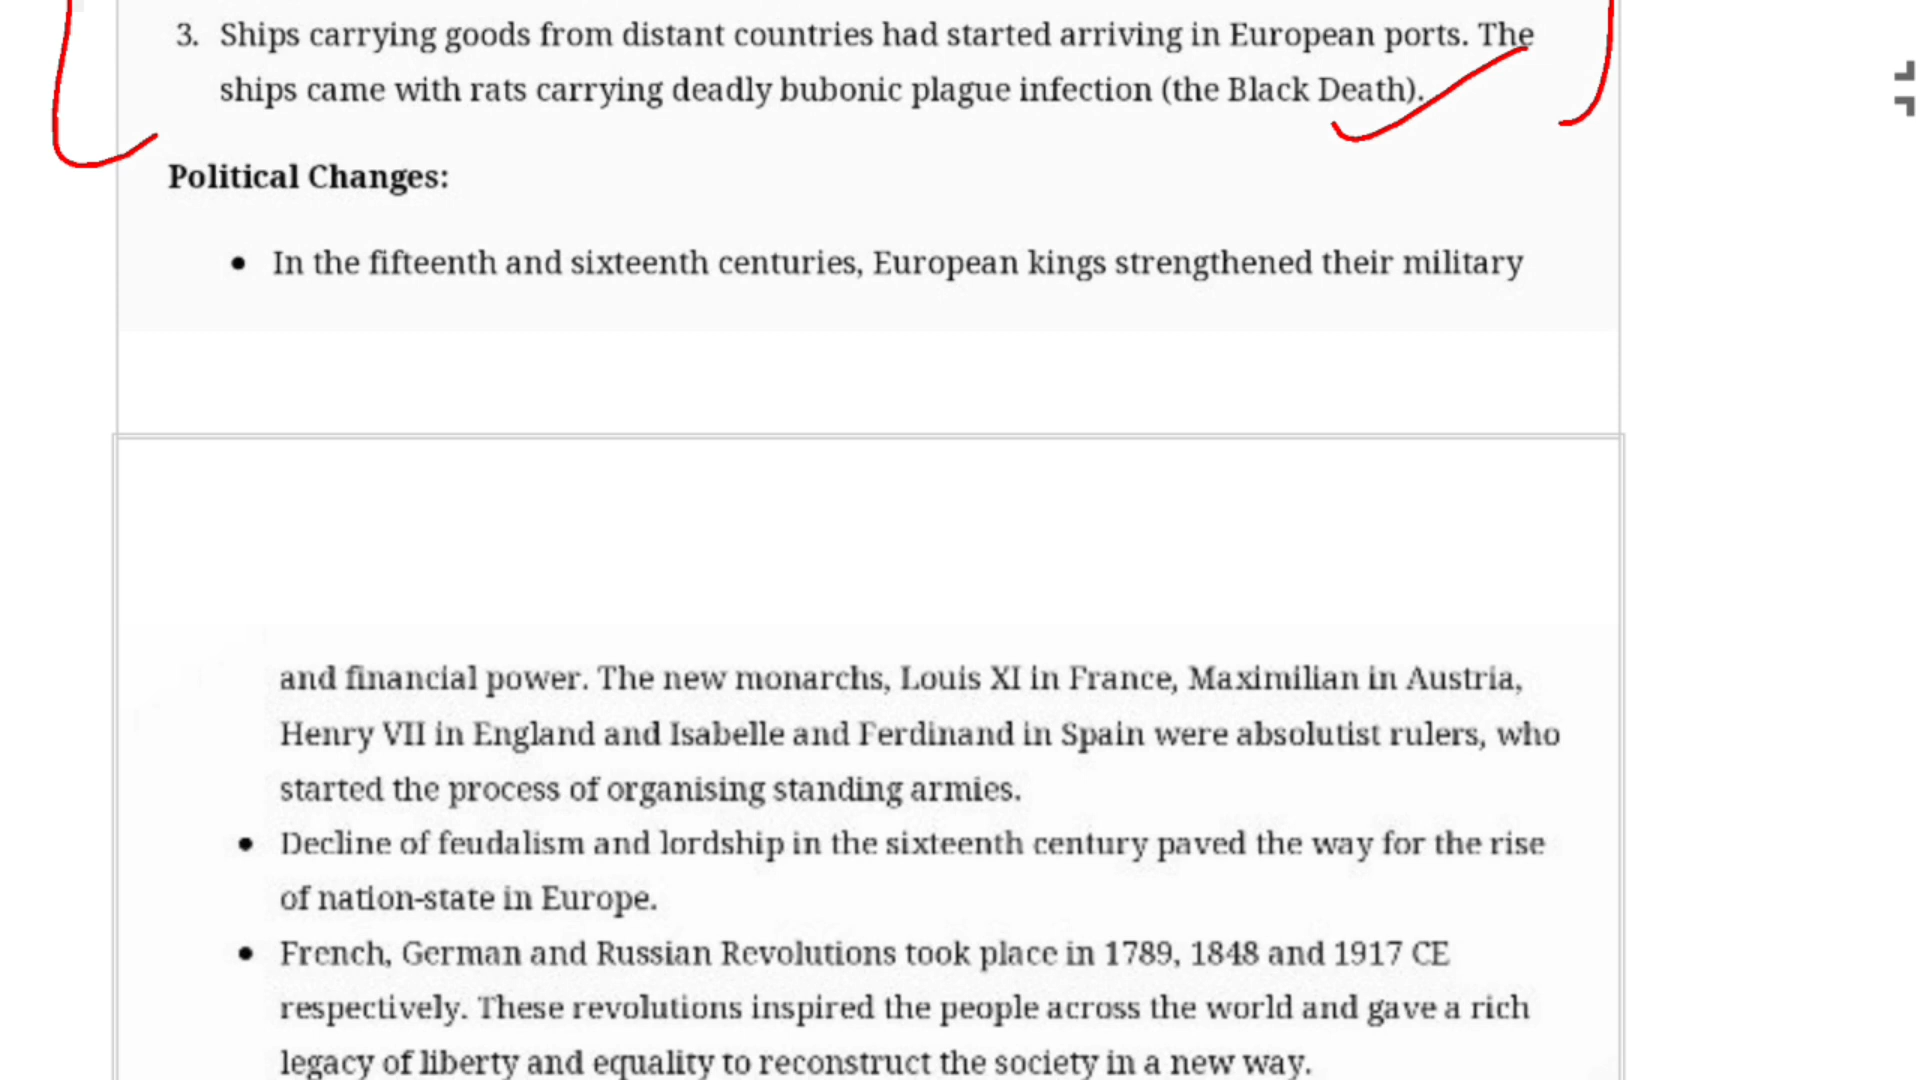 3. Ships carrying goods from distant countries had started arriving in European ports. The
ships came with rats carrying deadly bubonic plague infection (the Black Death).
Political Changes:
• In the fifteenth and sixteenth centuries, European kings strengthened their military
and financial power. The new monarchs, Louis XI in France, Maximilian in Austria,
Henry VII in England and Isabelle and Ferdinand in Spain were absolutist rulers, who
started the process of organising standing armies.
• Decline of feudalism and lordship in the sixteenth century paved the way for the rise
of nation-state in Europe.
• French, German and Russian Revolutions took place in 1789, 1848 and 1917 CE
respectively. These revolutions inspired the people across the world and gave a rich
legacy of liberty and equality to reconstruct the society in a new way.